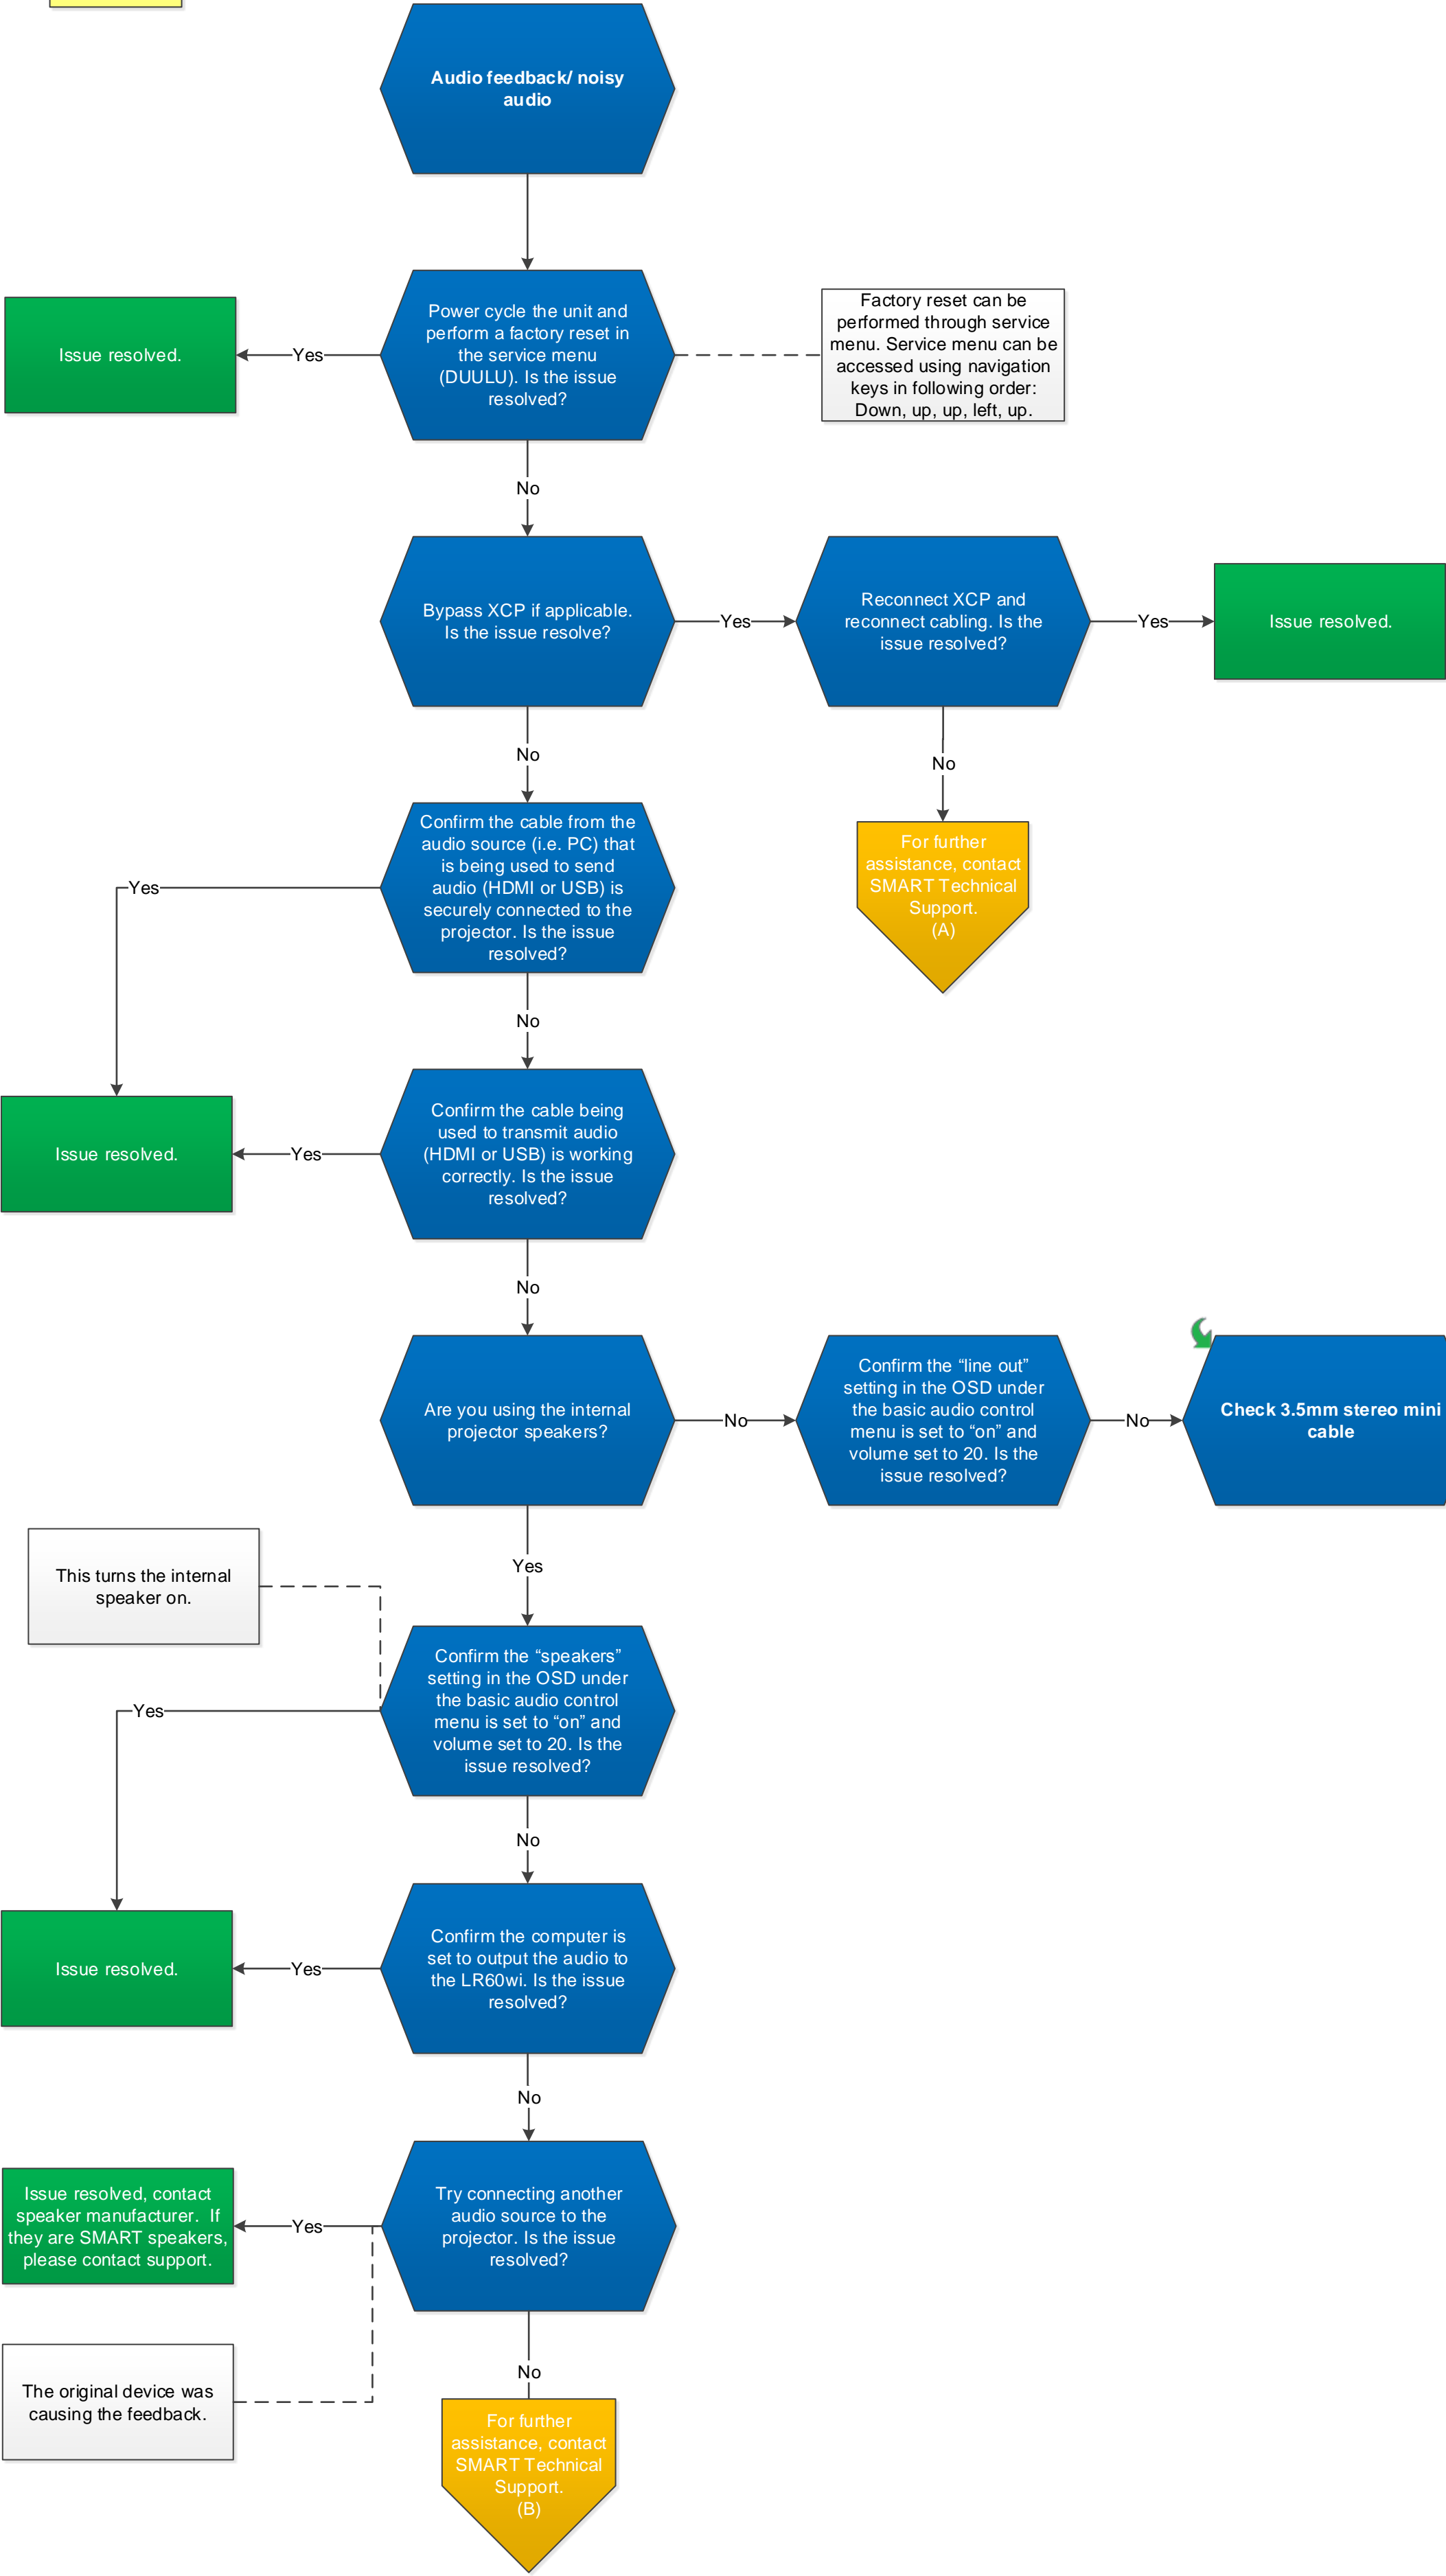 Audio feedback/ noisy
audio
Power cycle the unit and
perform a factory reset in
the service menu
(DUULU). Is the issue
resolved?
Yes
Issue resolved.
Factory reset can be
performed through service
menu. Service menu can be
accessed using navigation
keys in following order:
Down, up, up, left, up.
No
Bypass XCP if applicable.
Is the issue resolve?
Yes
Reconnect XCP and
reconnect cabling. Is the
issue resolved?
Yes
Issue resolved.
No
For further
assistance, contact
SMART Technical
Support.
(A)
No
Confirm the cable from the
audio source (i.e. PC) that
is being used to send
audio (HDMI or USB) is
securely connected to the
projector. Is the issue
resolved?
Yes
No
Confirm the cable being
used to transmit audio
(HDMI or USB) is working
correctly. Is the issue
resolved?
Yes
Issue resolved.
No
Are you using the internal
projector speakers?
No
Confirm the “line out”
setting in the OSD under
the basic audio control
menu is set to “on” and
volume set to 20. Is the
issue resolved?
No
Check 3.5mm stereo mini
cable
Yes
This turns the internal
speaker on.
Confirm the “speakers”
setting in the OSD under
the basic audio control
menu is set to “on” and
volume set to 20. Is the
issue resolved?
Yes
No
Confirm the computer is
set to output the audio to
the LR60wi. Is the issue
resolved?
Yes
Issue resolved.
No
Try connecting another
audio source to the
projector. Is the issue
resolved?
Yes
Issue resolved, contact
speaker manufacturer. If
they are SMART speakers,
please contact support.
The original device was
causing the feedback.
No
For further
assistance, contact
SMART Technical
Support.
(B)